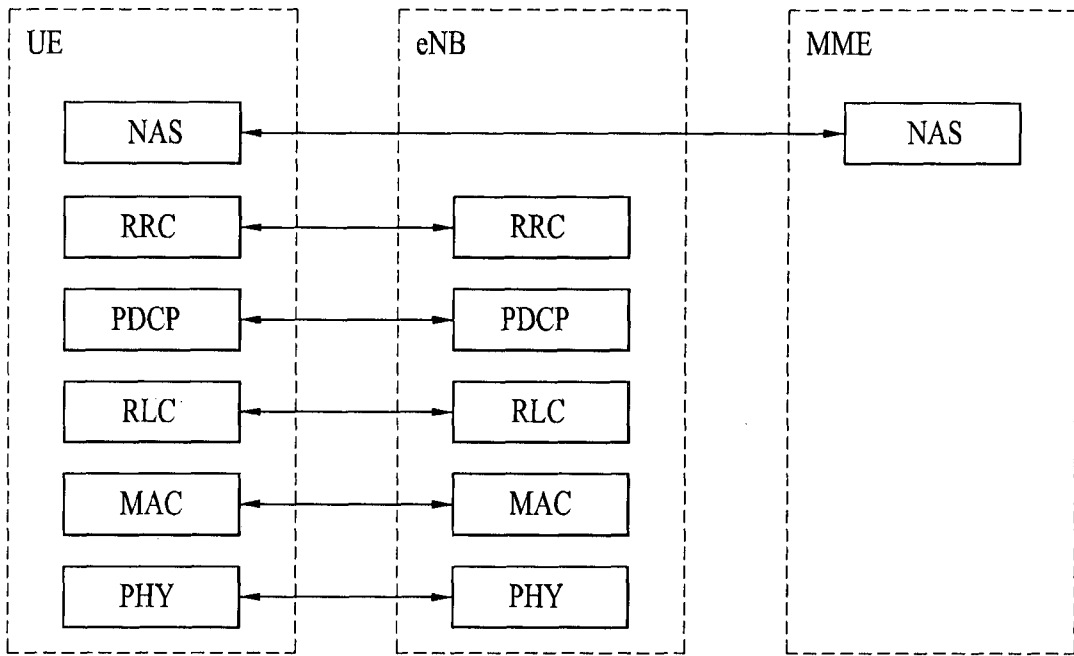 UE
eNB
MME
NAS
NAS
RRC
RRC
PDCP
PDCP
RLC
RLC
MAC
MAC
PHY
PHY